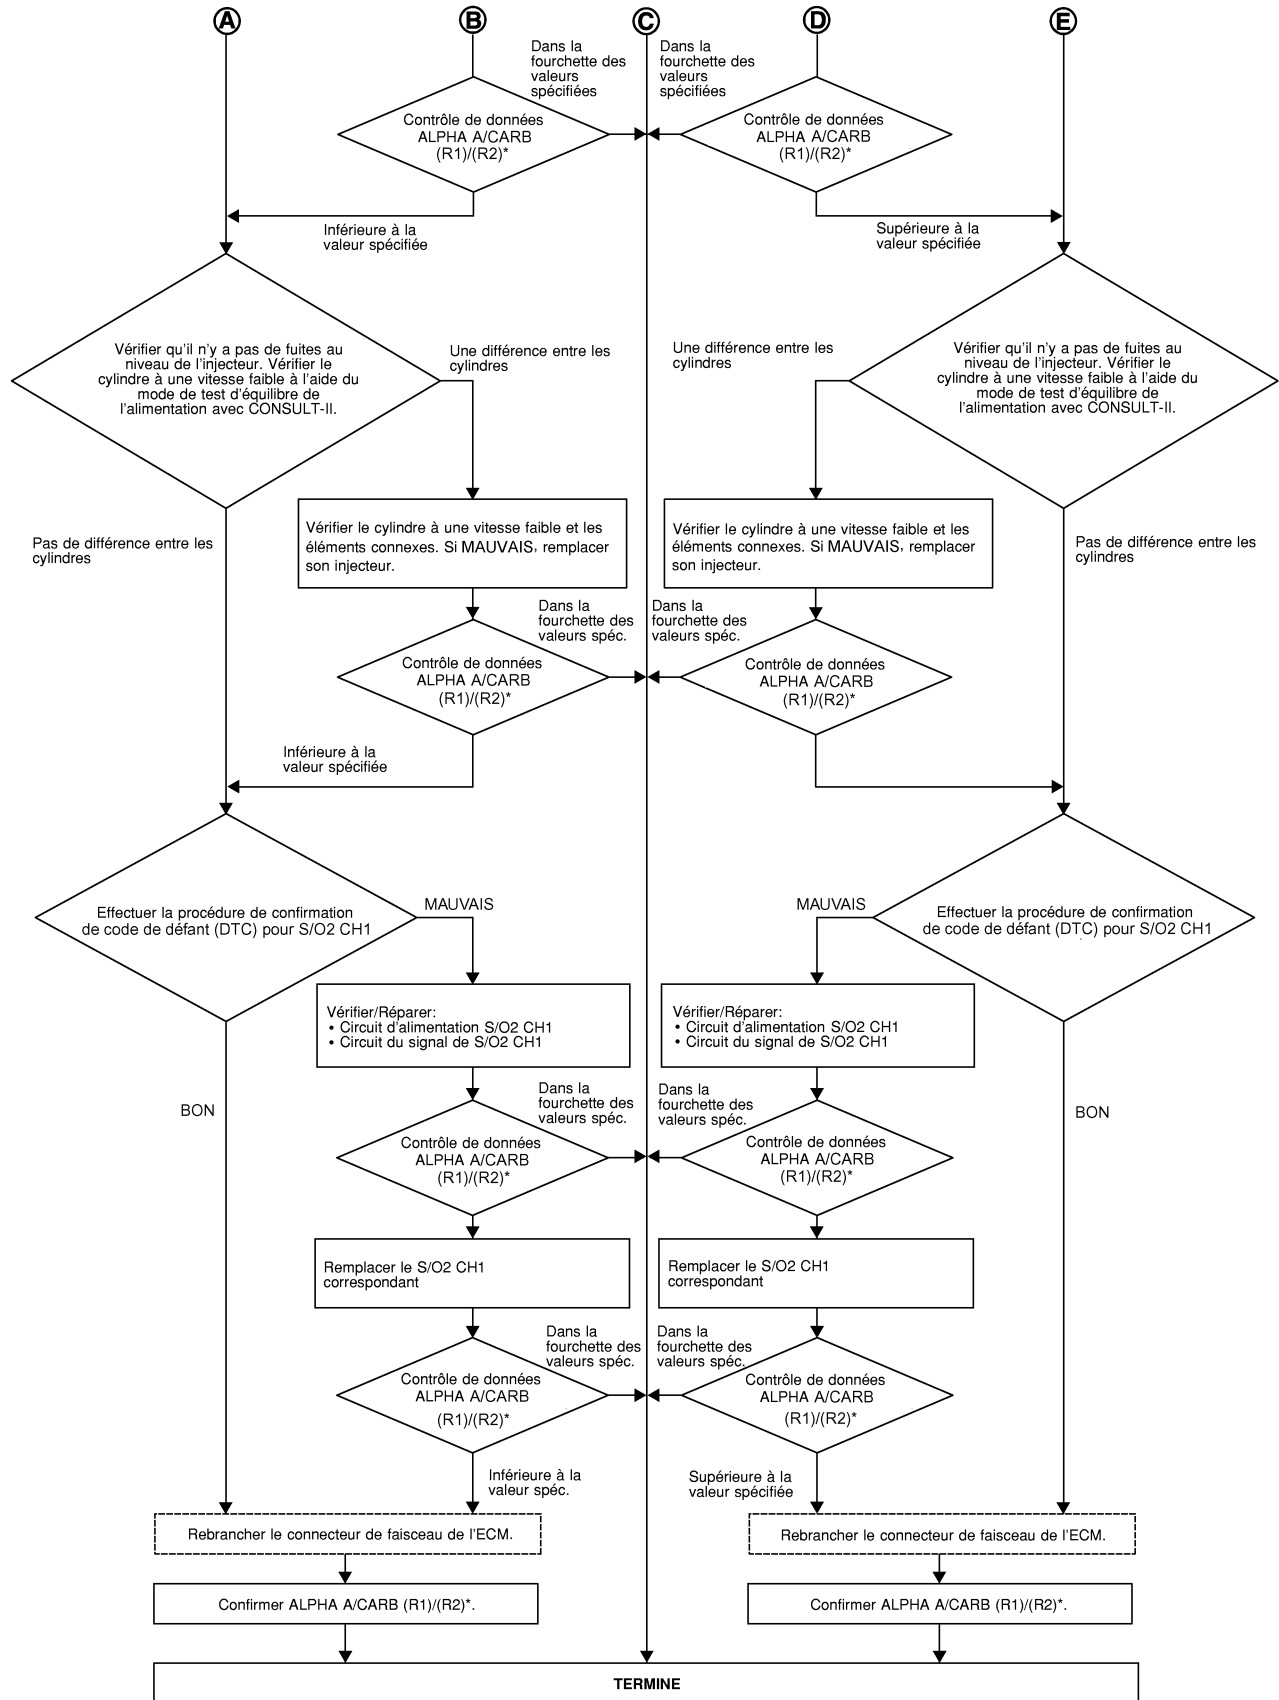 A
B
C
D
E
Dans la
fourchette des
valeurs
spécifiées
Dans la
fourchette des
valeurs
spécifiées
Contrôle de données
ALPHA A/CARB
(R1)/(R2)*
Contrôle de données
ALPHA A/CARB
(R1)/(R2)*
Inférieure à la
valeur spécifiée
Supérieure à la
valeur spécifiée
Vérifier qu'il n'y a pas de fuites au
niveau de l'injecteur. Vérifier le
cylindre à une vitesse faible à l'aide du
mode de test d'équilibre de
l'alimentation avec CONSULT-II.
Une différence entre les
cylindres
Une différence entre les
cylindres
Vérifier qu'il n'y a pas de fuites au
niveau de l'injecteur. Vérifier le
cylindre à une vitesse faible à l'aide du
mode de test d'équilibre de
l'alimentation avec CONSULT-II.
Pas de différence entre les
cylindres
Vérifier le cylindre à une vitesse faible et les
éléments connexes. Si MAUVAIS, remplacer
son injecteur.
Vérifier le cylindre à une vitesse faible et les
éléments connexes. Si MAUVAIS, remplacer
son injecteur.
Pas de différence entre les
cylindres
Dans la
fourchette des
valeurs spéc.
Dans la
fourchette des
valeurs spéc.
Contrôle de données
ALPHA A/CARB
(R1)/(R2)*
Contrôle de données
ALPHA A/CARB
(R1)/(R2)*
Inférieure à la
valeur spécifiée
Effectuer la procédure de confirmation
de code de défant (DTC) pour S/O2 CH1
MAUVAIS
MAUVAIS
Effectuer la procédure de confirmation
de code de défant (DTC) pour S/O2 CH1
Vérifier/Réparer:
• Circuit d'alimentation S/O2 CH1
• Circuit du signal de S/O2 CH1
Vérifier/Réparer:
• Circuit d'alimentation S/O2 CH1
• Circuit du signal de S/O2 CH1
BON
Dans la
fourchette des
valeurs spéc.
Dans la
fourchette des
valeurs spéc.
BON
Contrôle de données
ALPHA A/CARB
(R1)/(R2)*
Contrôle de données
ALPHA A/CARB
(R1)/(R2)*
Remplacer le S/O2 CH1
correspondant
Remplacer le S/O2 CH1
correspondant
Dans la
fourchette des
valeurs spéc.
Dans la
fourchette des
valeurs spéc.
Contrôle de données
ALPHA A/CARB
(R1)/(R2)*
Contrôle de données
ALPHA A/CARB
(R1)/(R2)*
Inférieure à la
valeur spéc.
Supérieure à la
valeur spécifiée
Rebrancher le connecteur de faisceau de l'ECM.
Rebrancher le connecteur de faisceau de l'ECM.
Confirmer ALPHA A/CARB (R1)/(R2)*.
Confirmer ALPHA A/CARB (R1)/(R2)*.
TERMINE